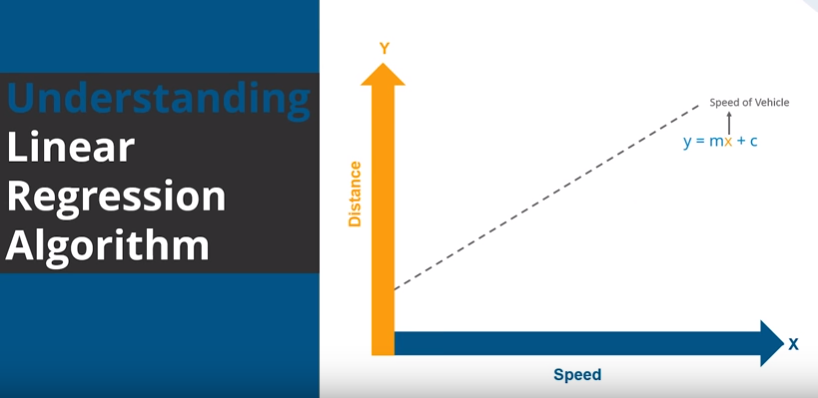 Understanding
Linear
Regression
Algorithm
Y
Distance
Speed of Vehicle
y = mx + c
X
Speed